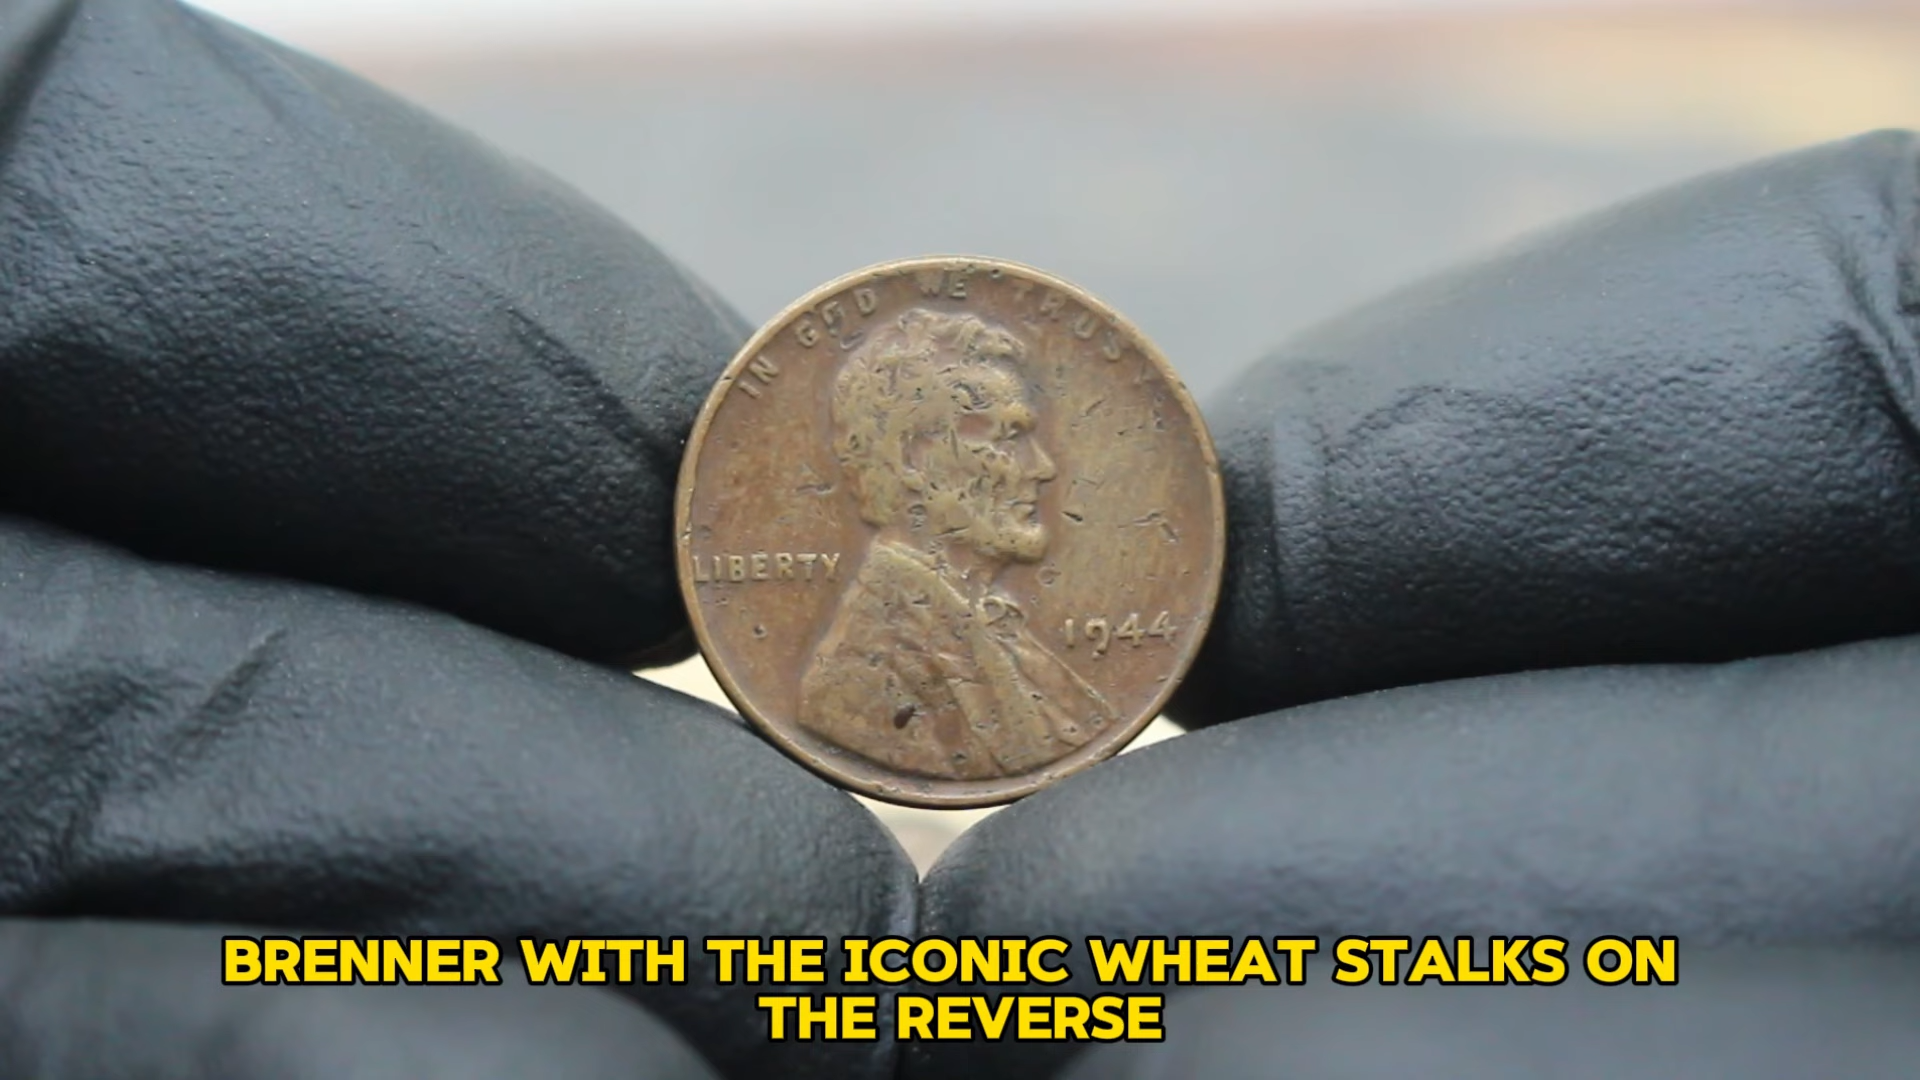 IN GOD WE TRUST
LIBERTY
1944
BRENNER WITH THE ICONIC WHEAT STALKS ON
THE REVERSE